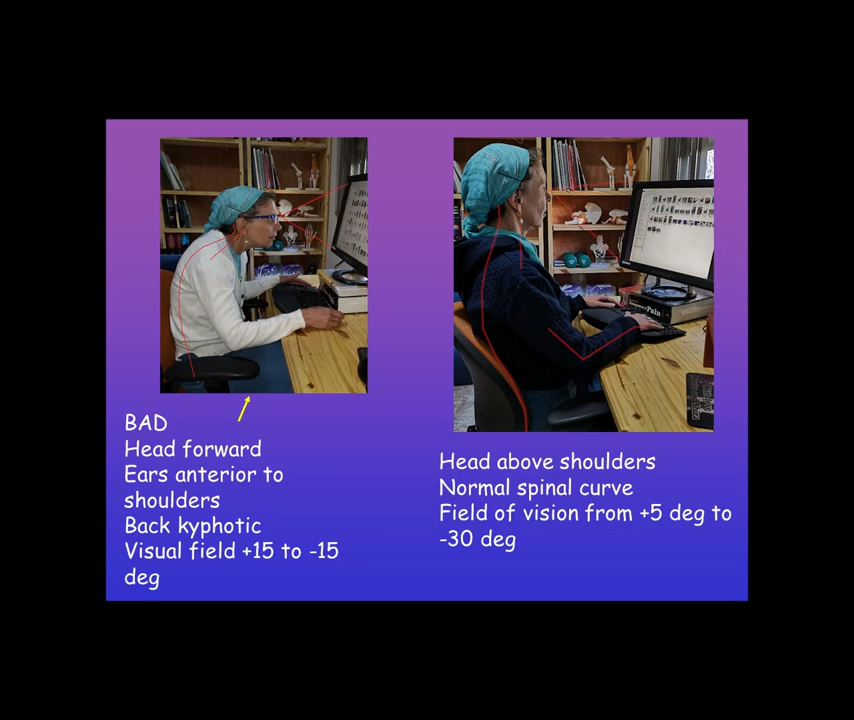 BAD
Head forward
Ears anterior to
shoulders
Back kyphotic
Visual field +15 to -15
deg
Pain
Head above shoulders
Normal spinal curve
Field of vision from +5 deg to
-30 deg